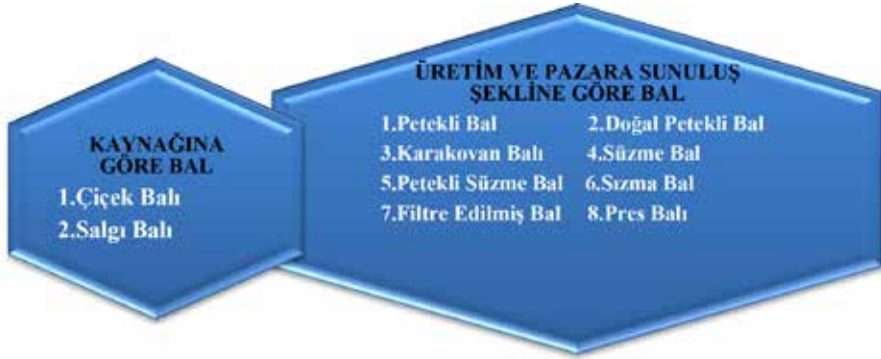 KAYNAĞINA
GÖRE BAL
1.Çiçek Balı
2.Salgı Balı
ÜRETİM VE PAZARA SUNULUŞ
ŞEKLİNE GÖRE BAL
1.Petekli Bal 2.Doğal Petekli Bal
3.Karakovan Balı 4.Süzme Bal
5.Petekli Süzme Bal 6.Sızma Bal
7.Filtre Edilmiş Bal 8.Pres Balı